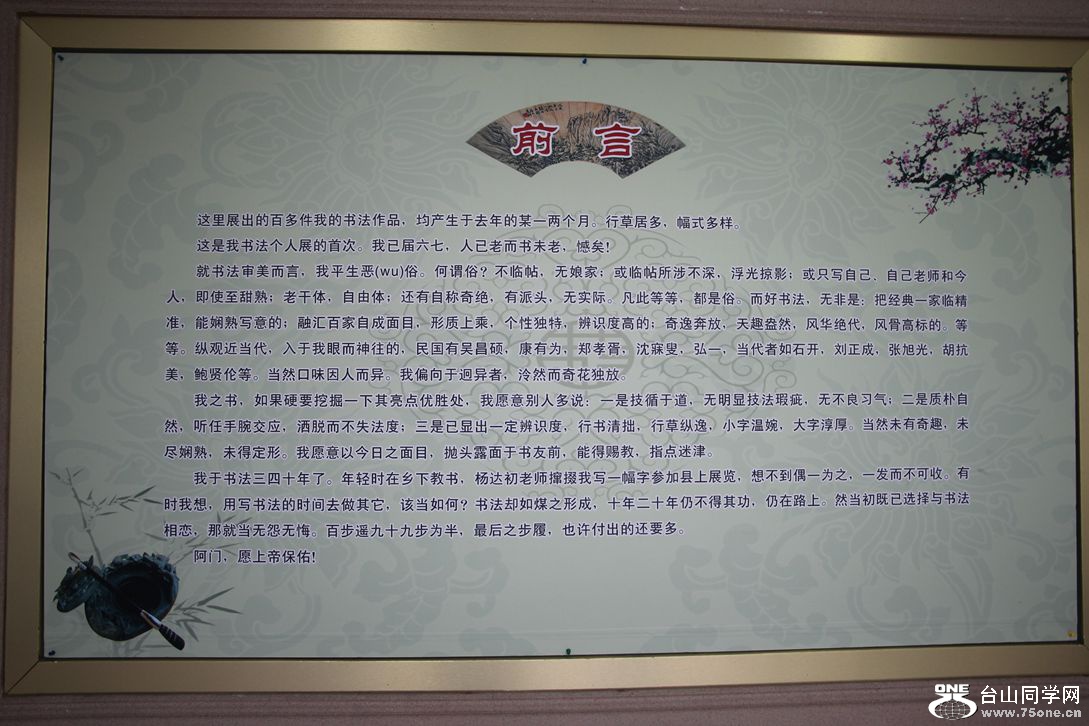 前言
这里展出的百多件我的书法作品，均产生于去年的某一两个月。行草居多，幅式多样。
这是我书法个人展的首次。我已届六七，人已老而书未老，憾矣！
就书法审美而言，我平生恶(wu)俗。何谓俗？不临帖，无娘家；或临帖所涉不深，浮光掠影；或只写自己、自己老师和今
人，即使至甜熟；老干体，自由体；还有自称奇绝，有派头，无实际。凡此等等，都是俗。而好书法，无非是：把经典一家临精
准，能娴熟写意的；融汇百家自成面目，形质上乘，个性独特，辨识度高的；奇逸奔放，天趣盎然，风华绝代，风骨高标的。等
等。纵观近当代，入于我眼而神往的，民国有吴昌硕，康有为，郑孝胥，沈寐叟，弘一，当代者如石开，刘正成，张旭光，胡抗
美，鲍贤伦等。当然口味因人而异。我偏向于迥异者，泠然而奇花独放。
我之书，如果硬要挖掘一下其亮点优胜处，我愿意别人多说：一是技循于道，无明显技法瑕疵，无不良习气；二是质朴自
然，听任手腕交应，洒脱而不失法度；三是已显出一定辨识度，行书清拙，行草纵逸，小字温婉，大字淳厚。当然未有奇趣，未
尽娴熟，未得定形。我愿意以今日之面目，抛头露面于书友前，能得赐教，指点迷津。
我于书法三四十年了。年轻时在乡下教书，杨达初老师撺掇我写一幅字参加县上展览，想不到偶一为之，一发而不可收。有
时我想，用写书法的时间去做其它，该当如何？书法却如煤之形成，十年二十年仍不得其功，仍在路上。然当初既已选择与书法
相恋，那就当无怨无悔。百步遥九十九步为半，最后之步履，也许付出的还要多。
阿门，愿上帝保佑!
ONE 台山同学网
www.75one.cn